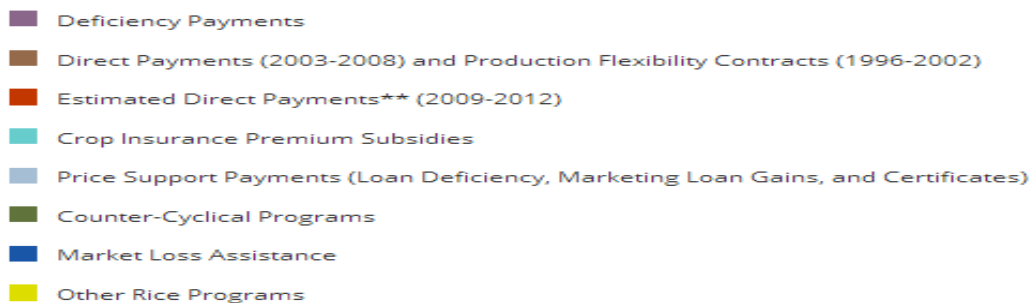 Deficiency Payments
Direct Payments (2003-2008) and Production Flexibility Contracts (1996-2002)
Estimated Direct Payments** (2009-2012)
Crop Insurance Premium Subsidies
Price Support Payments (Loan Deficiency, Marketing Loan Gains, and Certificates)
Counter-Cyclical Programs
Market Loss Assistance
Other Rice Programs